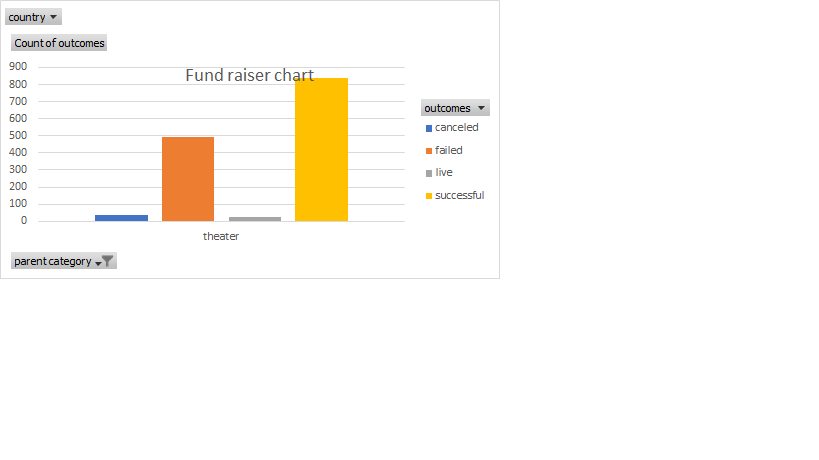 country
Count of outcomes
Fund raiser chart
900
800
700
600
500
400
300
200
100
0
theater
outcomes
canceled
failed
live
successful
parent category